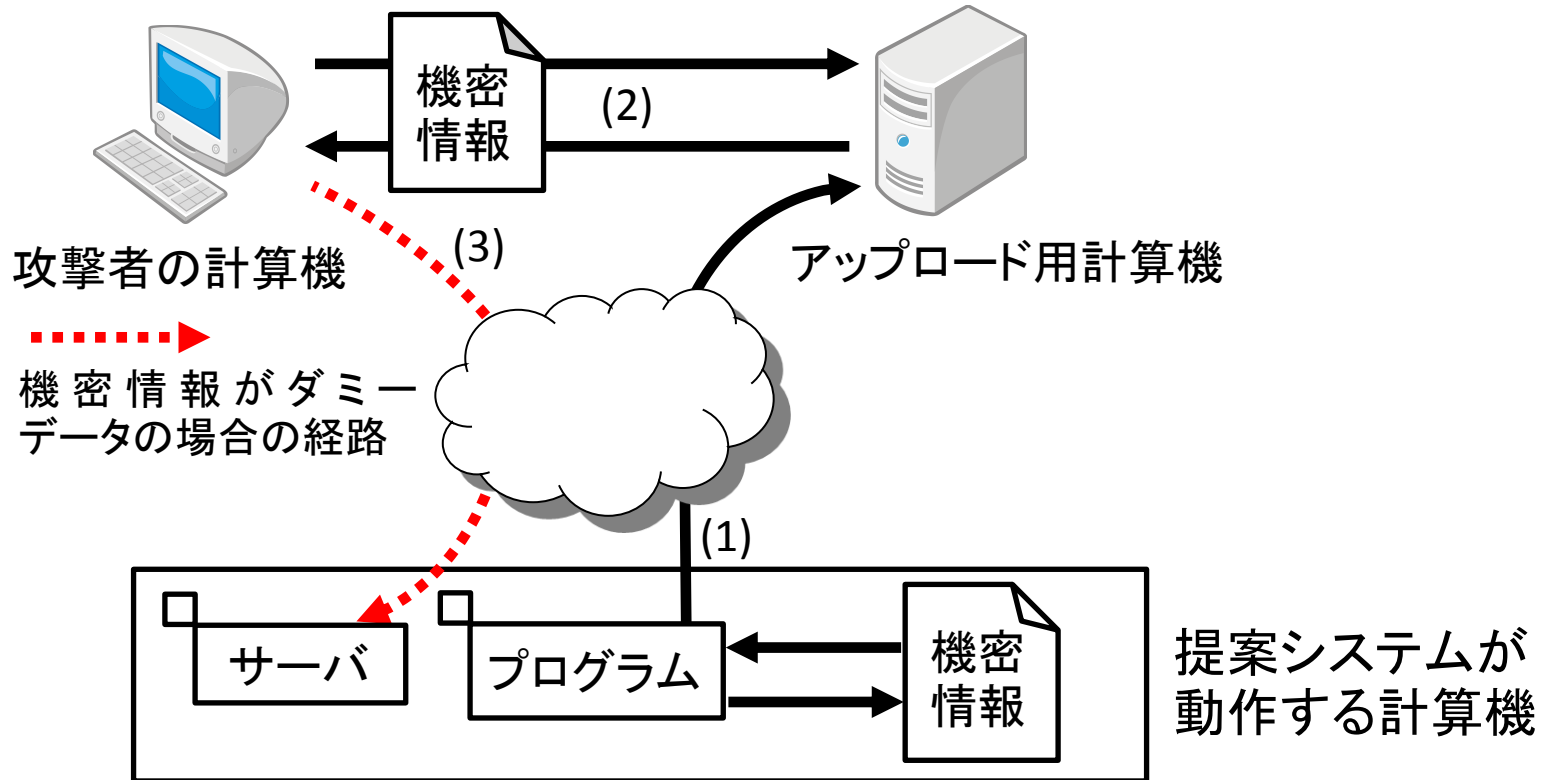 機密
情報
(2)
攻撃者の計算機
(3)
アップロード用計算機
機密情報がダミー
データの場合の経路
(1)
サーバ
プログラム
機密
情報
提案システムが
動作する計算機